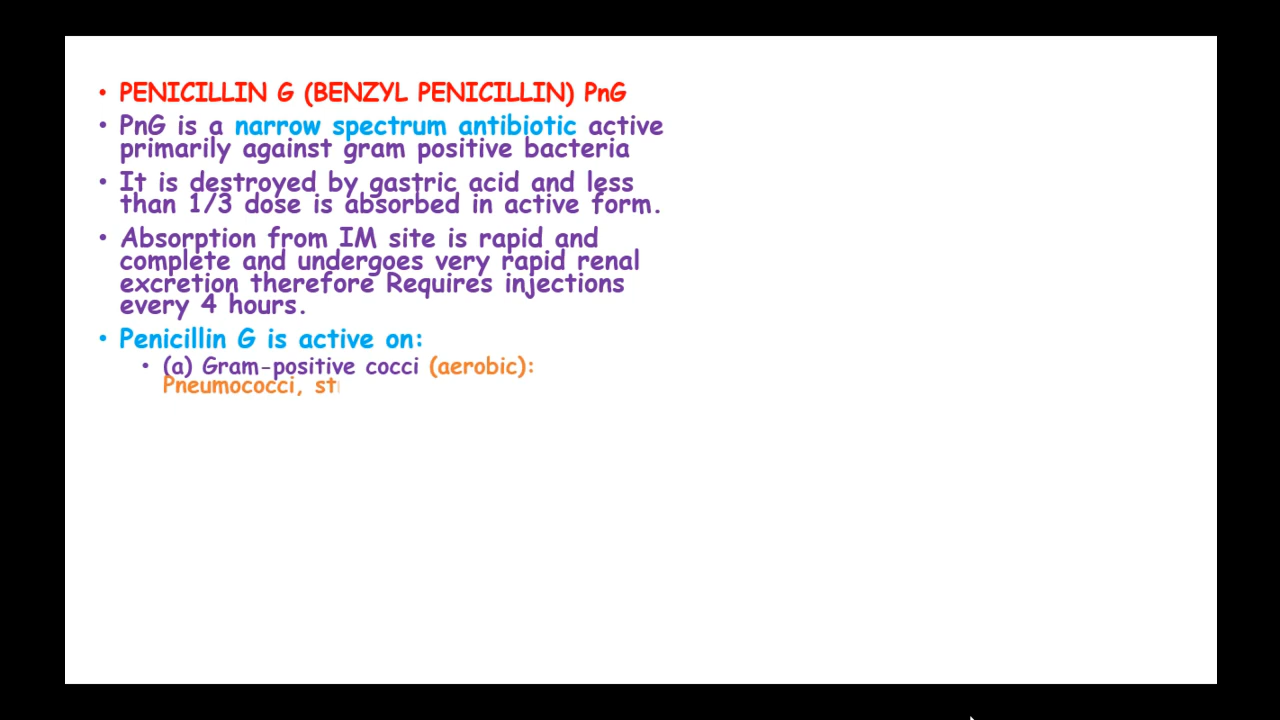 • PENICILLIN G (BENZYL PENICILLIN) PnG
• PnG is a narrow spectrum antibiotic active
primarily against gram positive bacteria
• It is destroyed by gastric acid and less
than 1/3 dose is absorbed in active form.
• Absorption from IM site is rapid and
complete and undergoes very rapid renal
excretion therefore Requires injections
every 4 hours.
• Penicillin G is active on:
• (a) Gram-positive cocci (aerobic):
Pneumococci, st